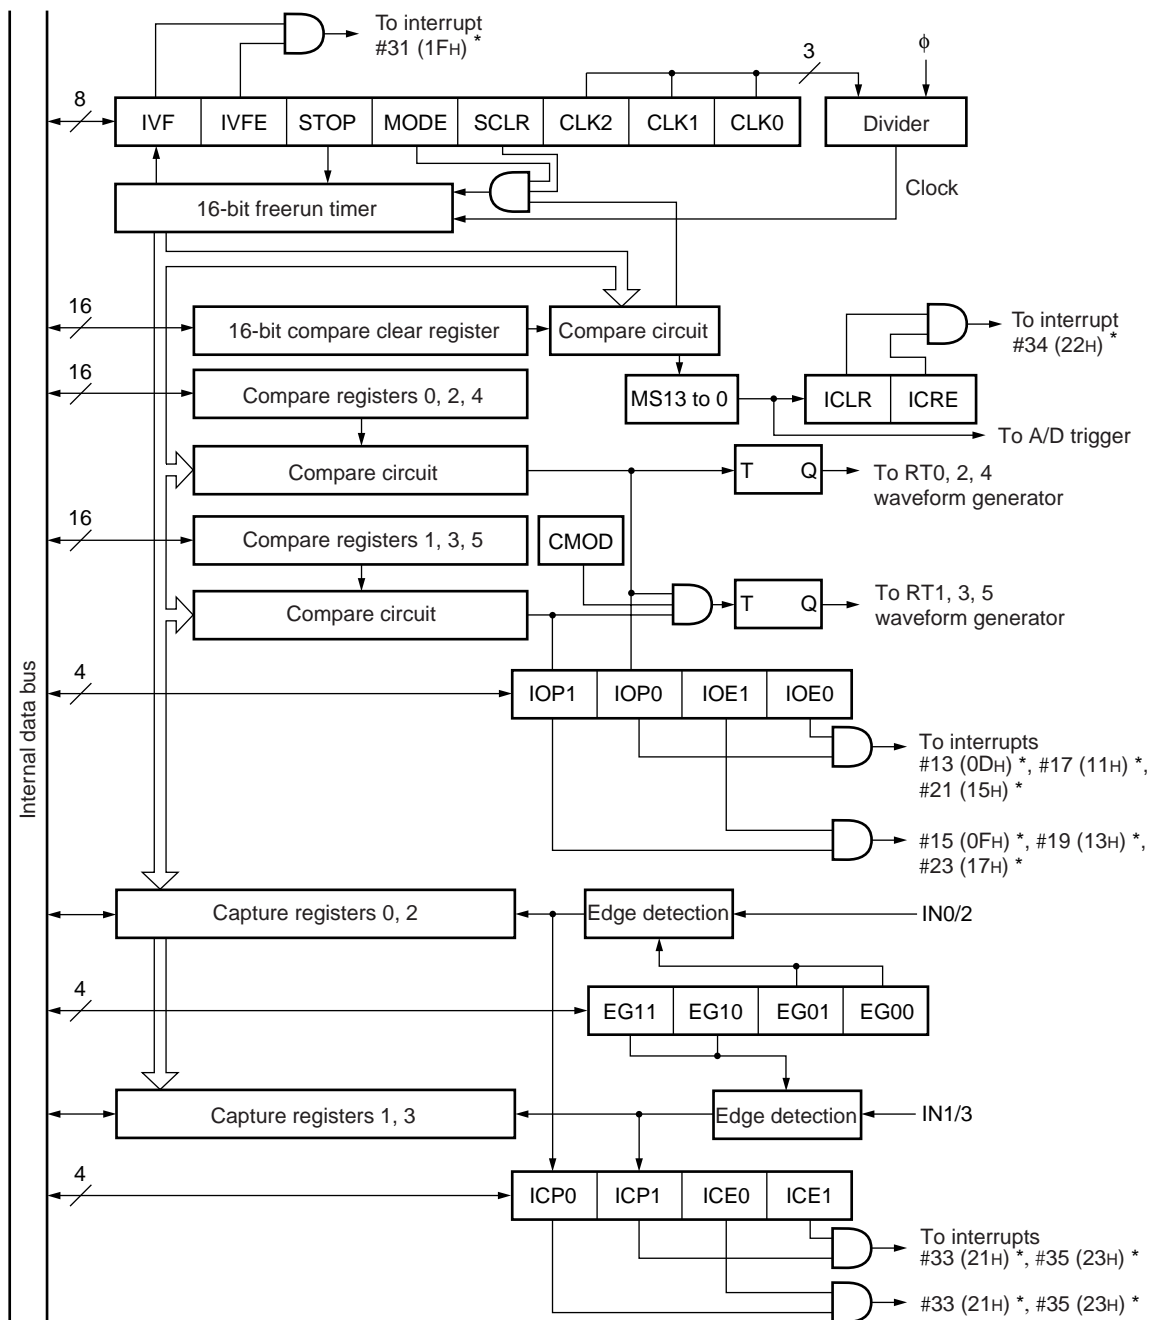 To interrupt
#31 (1FH) *
3
ϕ
8
IVF IVFE STOP MODE SCLR CLK2 CLK1 CLK0
Divider
16-bit freerun timer
Clock
16
16-bit compare clear register
Compare circuit
To interrupt
#34 (22H) *
16
Compare registers 0, 2, 4
MS13 to 0
ICLR ICRE
To A/D trigger
Compare circuit
T Q
To RT0, 2, 4
waveform generator
16
Compare registers 1, 3, 5
CMOD
Compare circuit
T Q
To RT1, 3, 5
waveform generator
Internal data bus
4
IOP1 IOP0 IOE1 IOE0
To interrupts
#13 (0DH) *, #17 (11H) *,
#21 (15H) *
#15 (0FH) *, #19 (13H) *,
#23 (17H) *
Capture registers 0, 2
Edge detection
IN0/2
4
EG11 EG10 EG01 EG00
Capture registers 1, 3
Edge detection
IN1/3
4
ICP0 ICP1 ICE0 ICE1
To interrupts
#33 (21H) *, #35 (23H) *
#33 (21H) *, #35 (23H) *